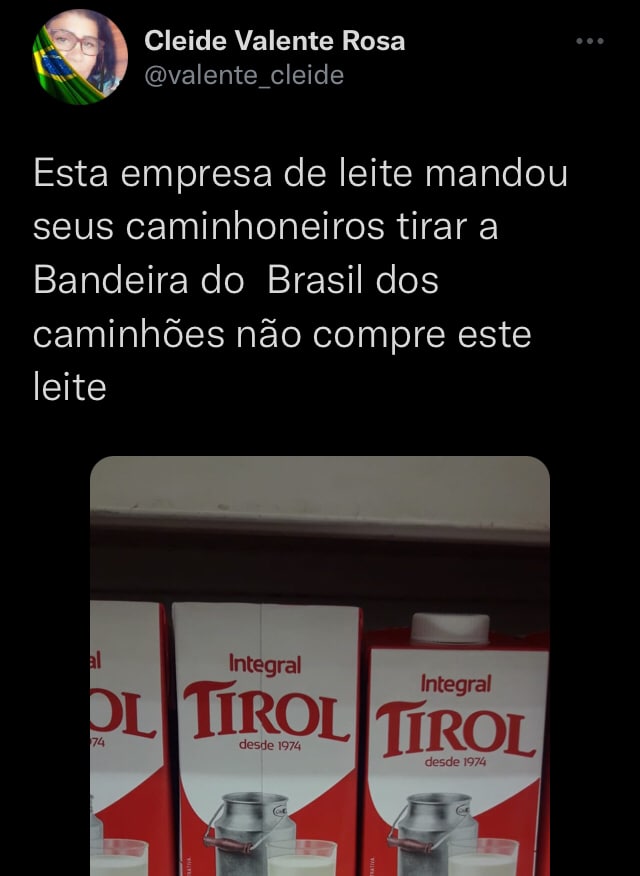 Cleide Valente Rosa
@valente_cleide
Esta empresa de leite mandou
seus caminhoneiros tirar a
Bandeira do  Brasil dos
caminhões não compre este
leite
al
OL
74
Integral
TIROL
desde 1974
Integral
TIROL
desde 1974